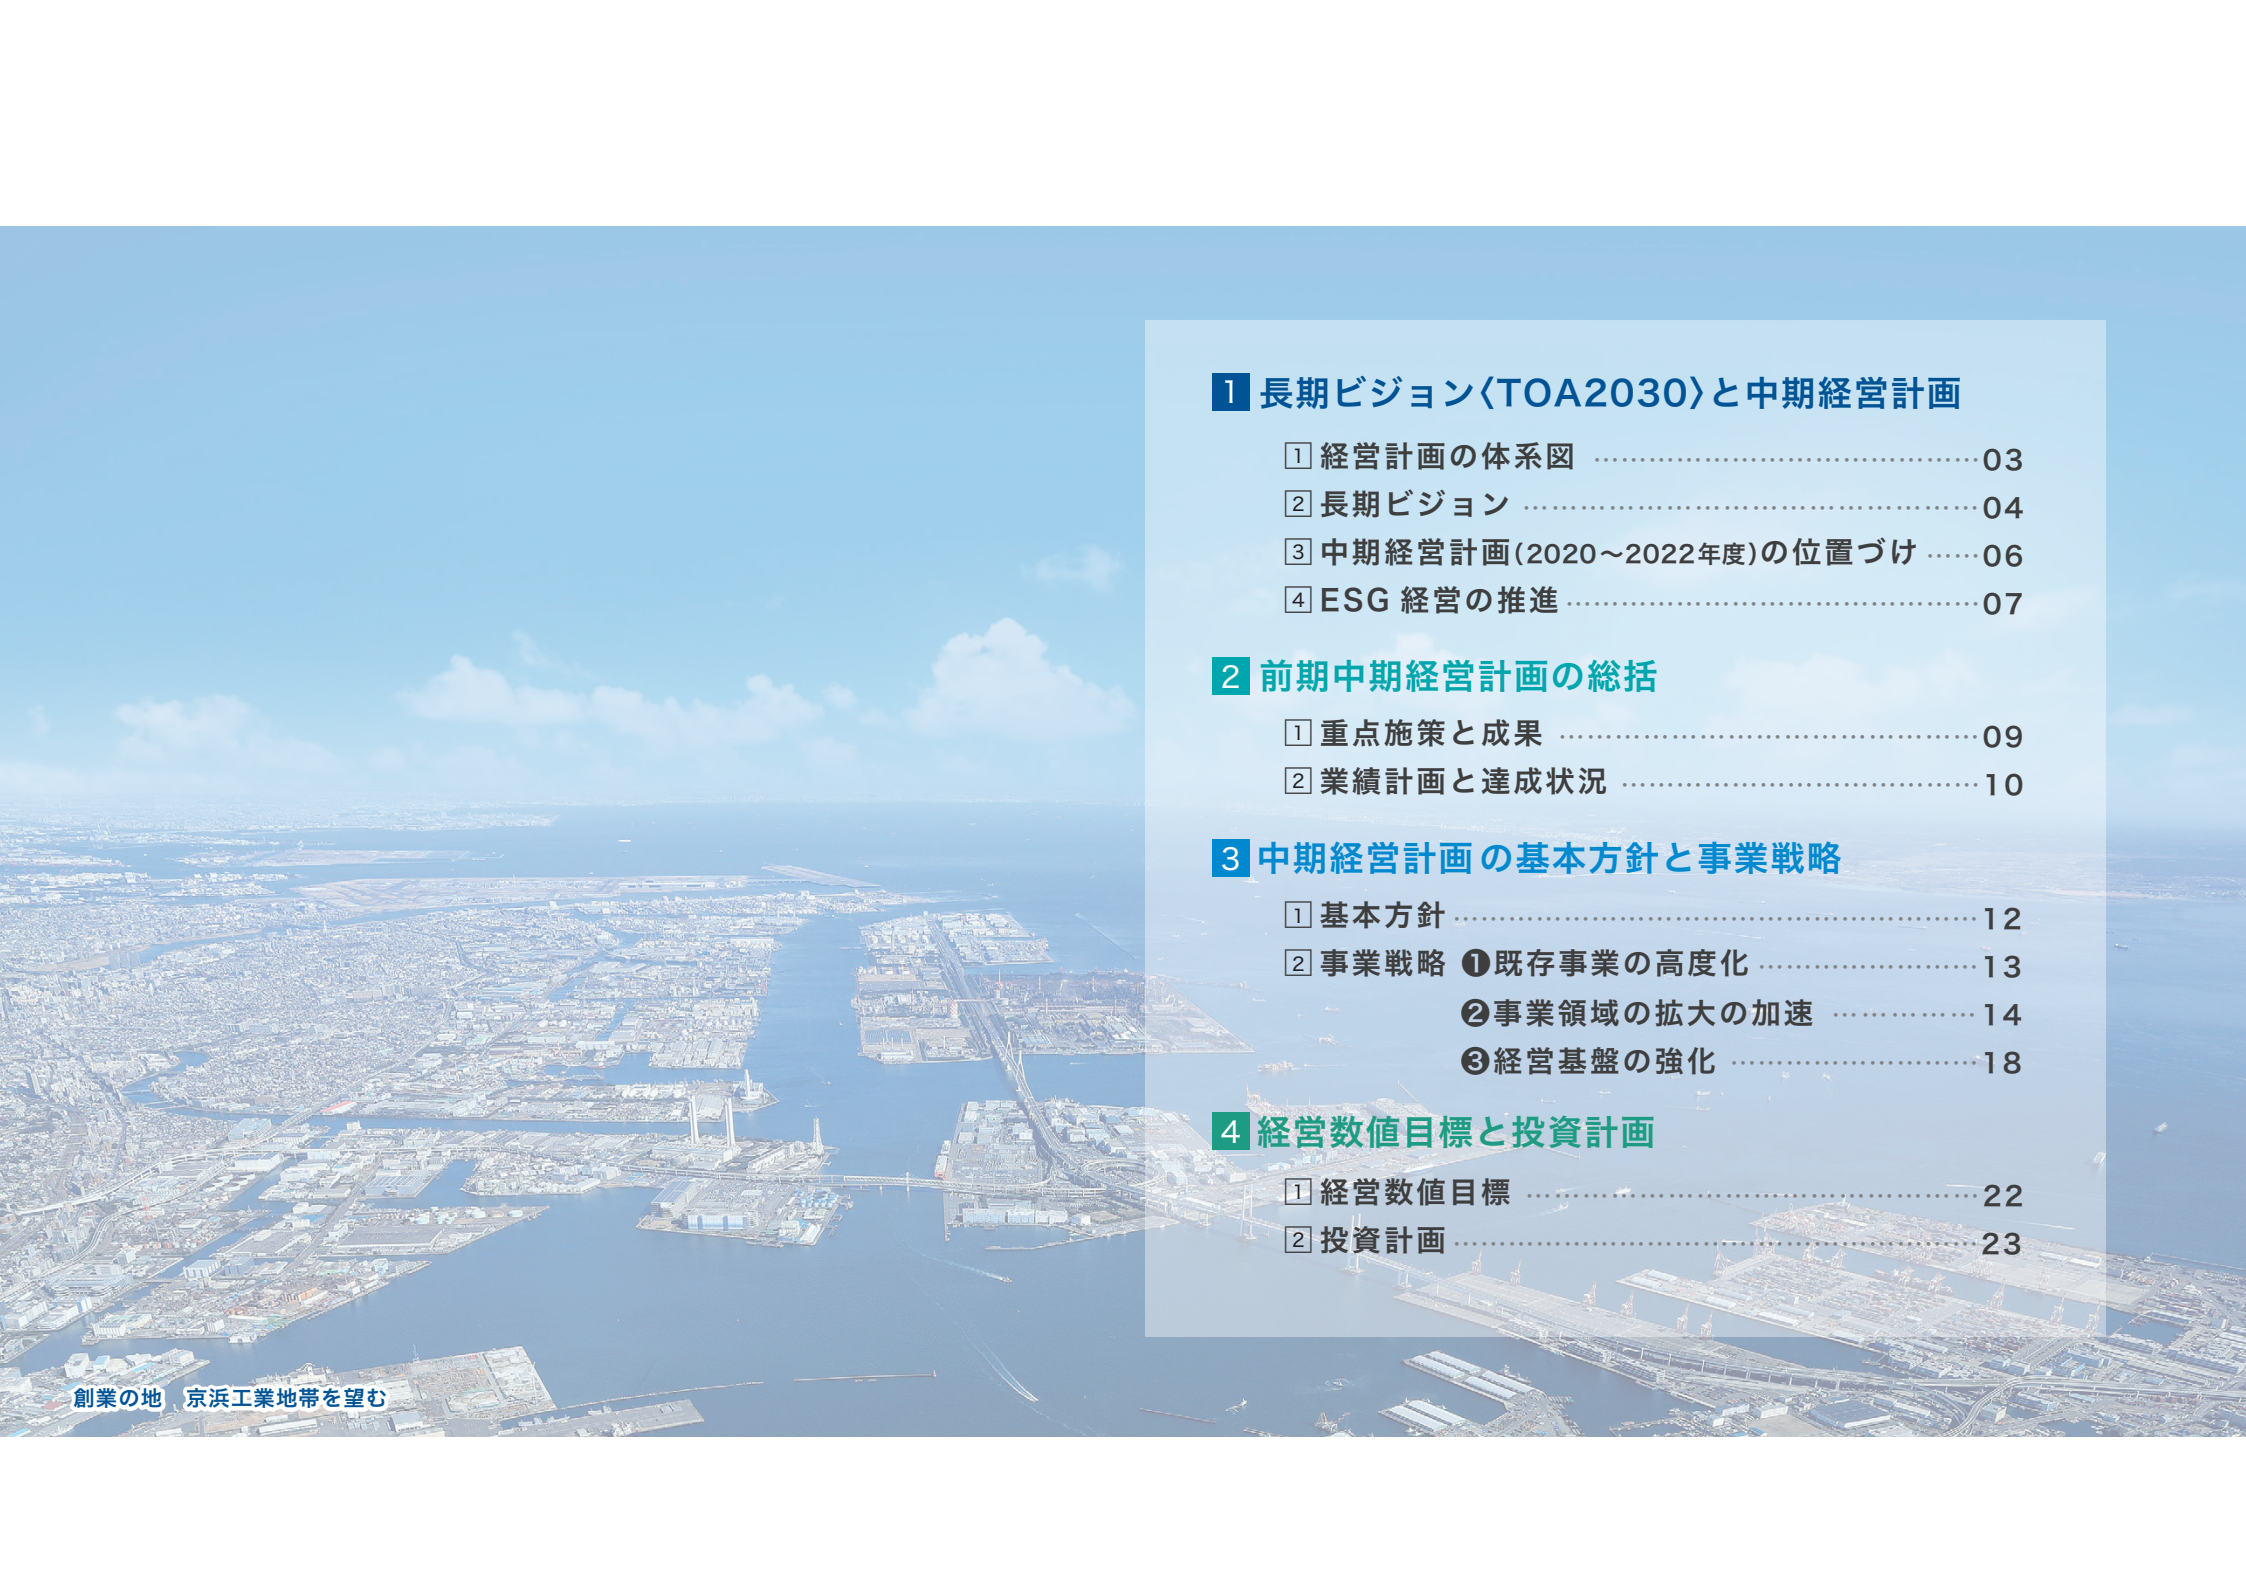 1 長期ビジョン〈TOA2030〉と中期経営計画
1 経営計画の体系図 ……………………………………03
2 長期ビジョン …………………………………………04
3 中期経営計画(2020～2022年度)の位置づけ ……06
4 ESG 経営の推進 ……………………………………07
2 前期中期経営計画の総括
1 重点施策と成果 ………………………………………09
2 業績計画と達成状況 …………………………………10
3 中期経営計画の基本方針と事業戦略
1 基本方針 ………………………………………………12
2 事業戦略 ❶既存事業の高度化 ……………………13
❷事業領域の拡大の加速 ……………14
❸経営基盤の強化 ………………………18
4 経営数値目標と投資計画
1 経営数値目標 …………………………………………22
2 投資計画 ………………………………………………23
創業の地　京浜工業地帯を望む